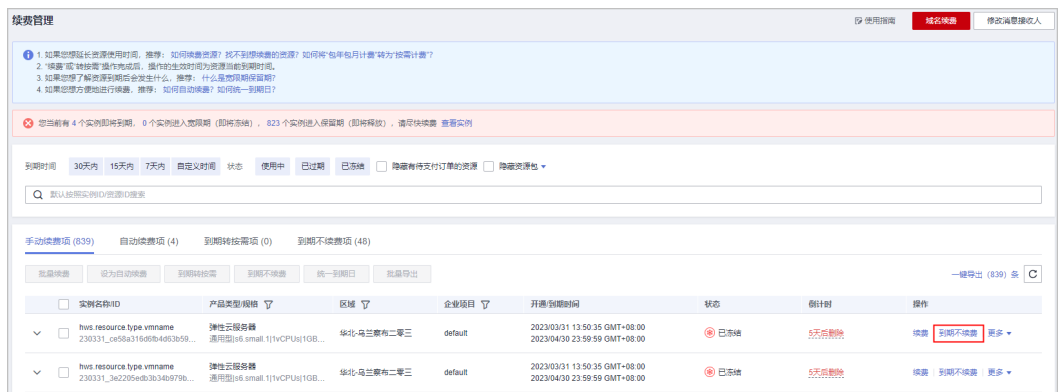 续费管理
使用指南 域名续费 修改消息接收人
1. 如果您想延长资源使用时间，推荐： 如何续费资源？找不到想续费的资源？如何将“包年包月计费”转为“按需计费”？
2. “续费”或“转按需”操作完成后，操作的生效时间为资源当前到期时间。
3. 如果您想了解资源到期后会发生什么，推荐： 什么是宽限期保留期？
4. 如果您想方便地进行续费，推荐： 如何自动续费？如何统一到期日？
您当前有 4 个实例即将到期， 0 个实例进入宽限期（即将冻结）， 823 个实例进入保留期（即将释放），请尽快续费 查看实例
到期时间 30天内 15天内 7天内 自定义时间 状态 使用中 已过期 已冻结 隐藏有待支付订单的资源 隐藏资源包
默认按照实例ID/资源ID搜索
手动续费项 (839) 自动续费项 (4) 到期转按需项 (0) 到期不续费项 (48)
批量续费 设为自动续费 到期转按需 到期不续费 统一到期日 批量导出 一键导出（839）条
实例名称/ID 产品类型/规格 区域 企业项目 开通/到期时间 状态 倒计时 操作
hws.resource.type.vmname 弹性云服务器 华北-乌兰察布二零三 default 2023/03/31 13:50:35 GMT+08:00 已冻结 5天后删除 续费 到期不续费 更多
230331_ce58a316d6fb4d63b59... 通用型|s6.small.1|1vCPUs|1GB... 2023/04/30 23:59:59 GMT+08:00
hws.resource.type.vmname 弹性云服务器 华北-乌兰察布二零三 default 2023/03/31 13:50:35 GMT+08:00 已冻结 5天后删除 续费 到期不续费 更多
230331_3e2205edb3b34b979b... 通用型|s6.small.1|1vCPUs|1GB... 2023/04/30 23:59:59 GMT+08:00